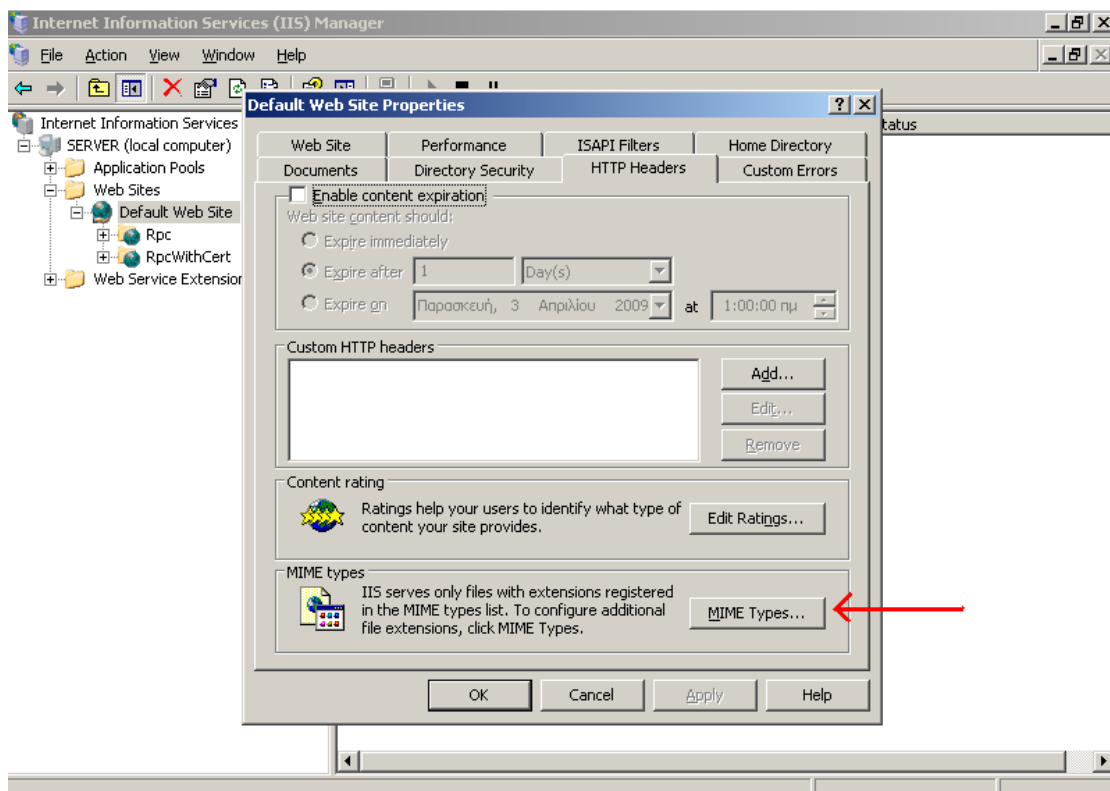 Internet Information Services (IIS) Manager
File Action View Window Help
Default Web Site Properties
Internet Information Services
tatus
SERVER (local computer)
Application Pools
Web Sites
Default Web Site
Rpc
RpcWithCert
Web Service Extension
Web Site Performance ISAPI Filters Home Directory
Documents Directory Security HTTP Headers Custom Errors
Enable content expiration
Web site content should:
Expire immediately
Expire after 1 Day(s)
Expire on Παρασκευή, 3 Απριλίου 2009 at 1:00:00 πμ
Custom HTTP headers
Add...
Edit...
Remove
Content rating
Ratings help your users to identify what type of
content your site provides.
Edit Ratings...
MIME types
IIS serves only files with extensions registered
in the MIME types list. To configure additional
file extensions, click MIME Types.
MIME Types...
OK Cancel Apply Help